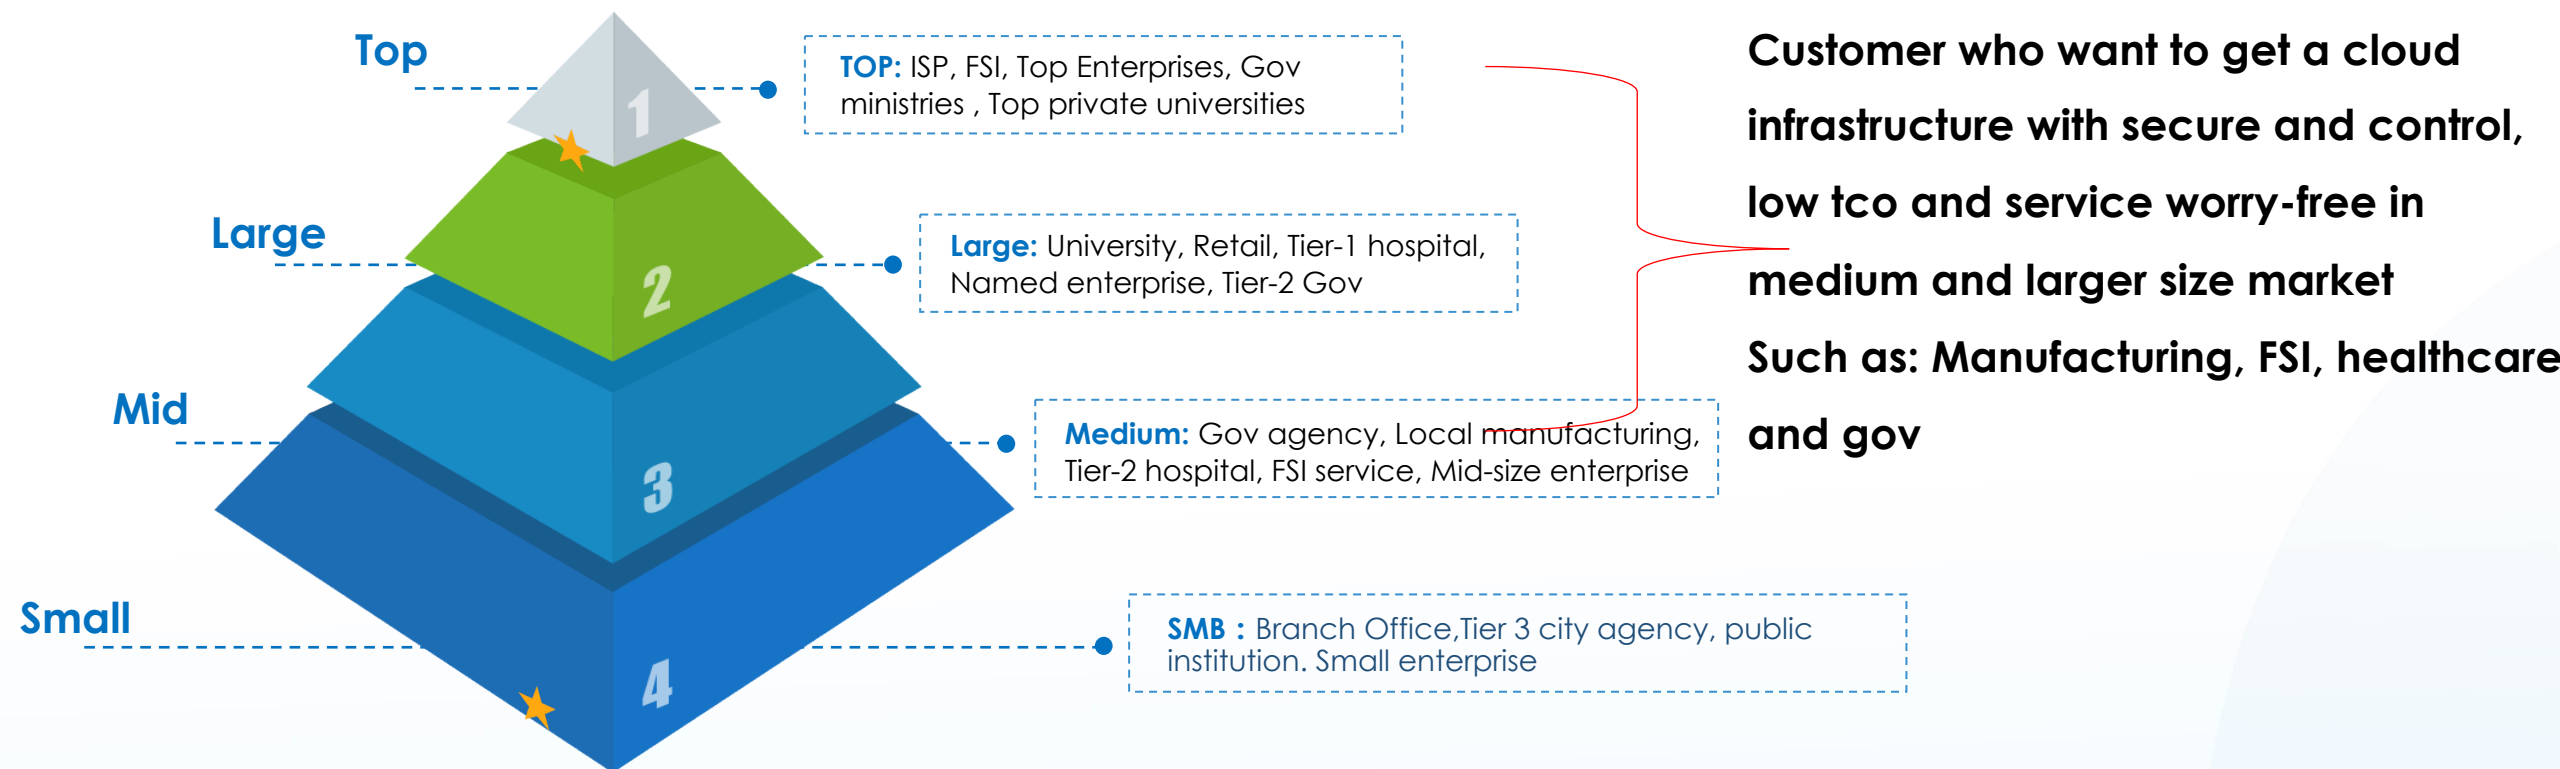 Top
1
TOP: ISP, FSI, Top Enterprises, Gov
ministries , Top private universities
Large
2
Large: University, Retail, Tier-1 hospital,
Named enterprise, Tier-2 Gov
Mid
3
Medium: Gov agency, Local manufacturing,
Tier-2 hospital, FSI service, Mid-size enterprise
Small
4
SMB : Branch Office,Tier 3 city agency, public
institution. Small enterprise
Customer who want to get a cloud
infrastructure with secure and control,
low tco and service worry-free in
medium and larger size market
Such as: Manufacturing, FSI, healthcare
and gov